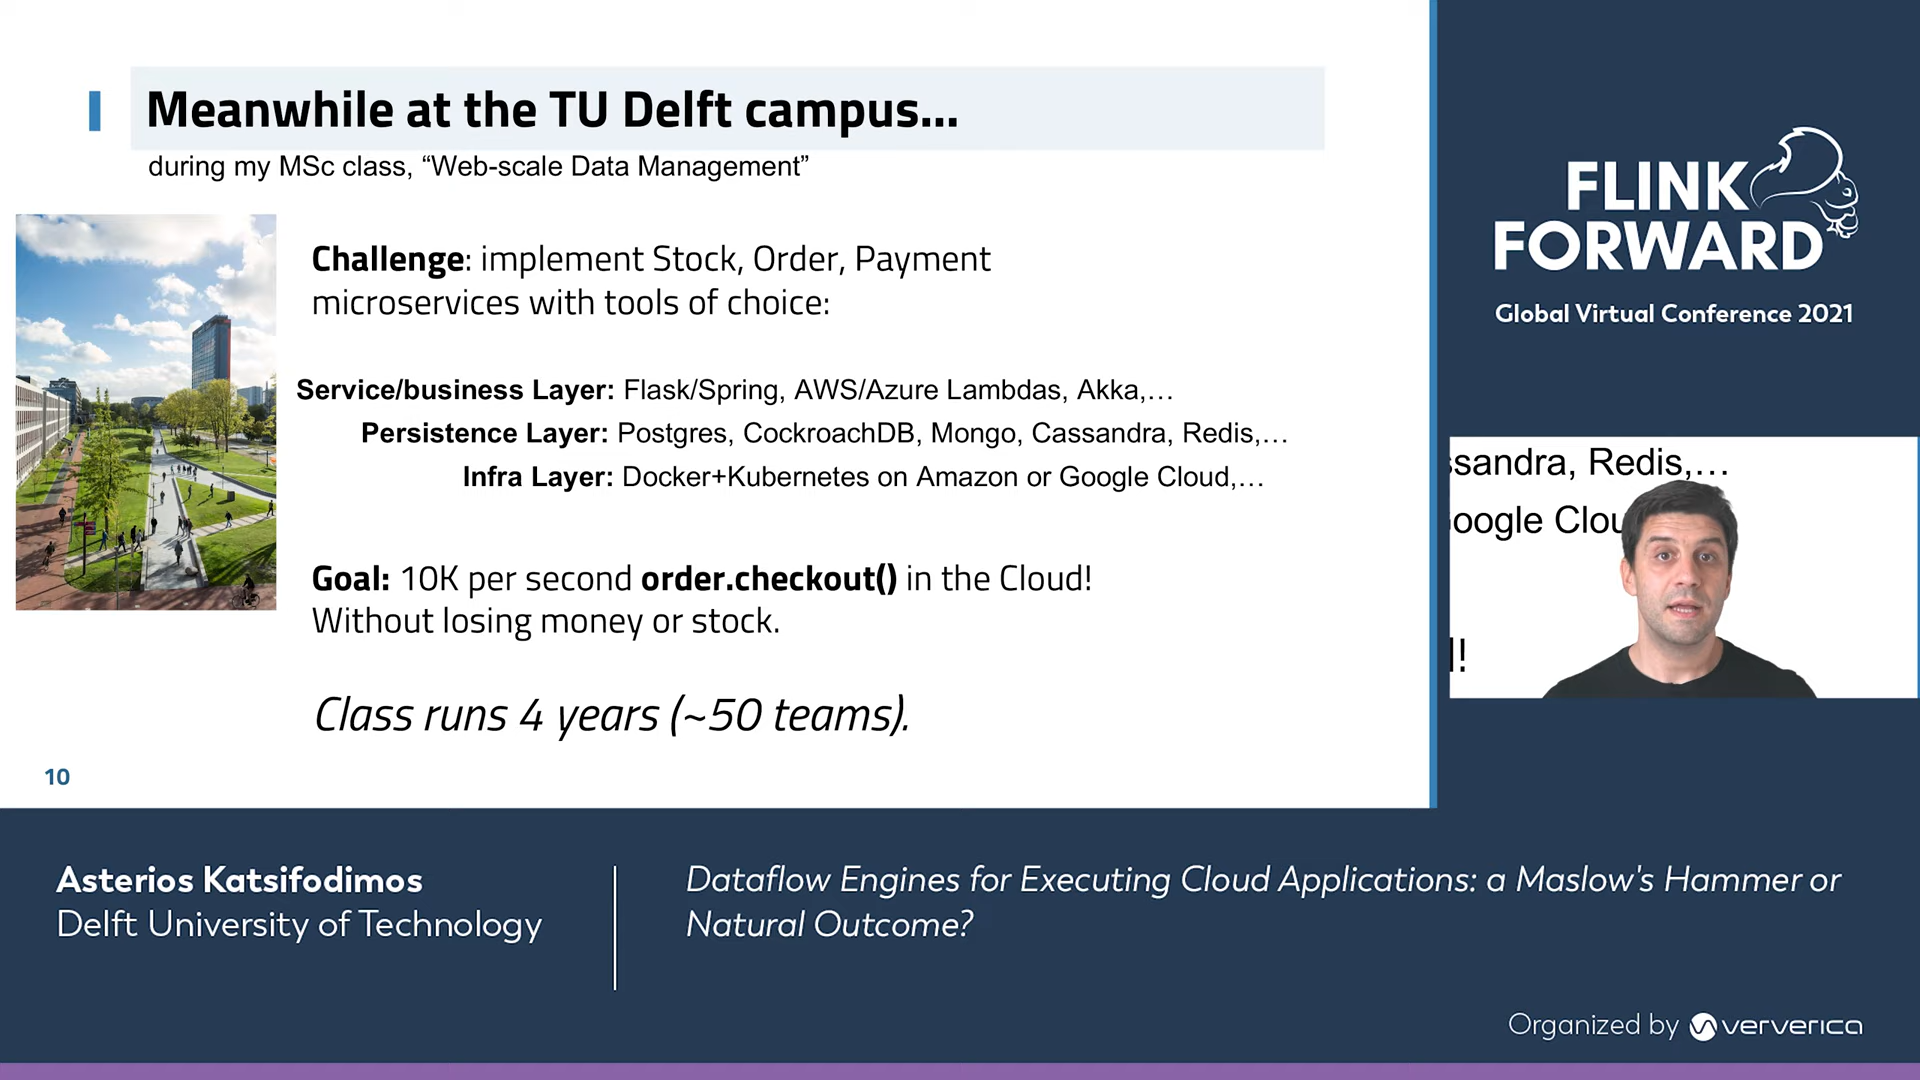 Meanwhile at the TU Delft campus...
during my MSc class, “Web-scale Data Management”
Challenge: implement Stock, Order, Payment
microservices with tools of choice:
Service/business Layer: Flask/Spring, AWS/Azure Lambdas, Akka,…
Persistence Layer: Postgres, CockroachDB, Mongo, Cassandra, Redis,…
Infra Layer: Docker+Kubernetes on Amazon or Google Cloud,…
Goal: 10K per second order.checkout() in the Cloud!
Without losing money or stock.
Class runs 4 years (~50 teams).
10
FLINK
FORWARD
Global Virtual Conference 2021
ssandra, Redis,…
oogle Clou
!
Asterios Katsifodimos
Delft University of Technology
Dataflow Engines for Executing Cloud Applications: a Maslow's Hammer or
Natural Outcome?
Organized by ververica